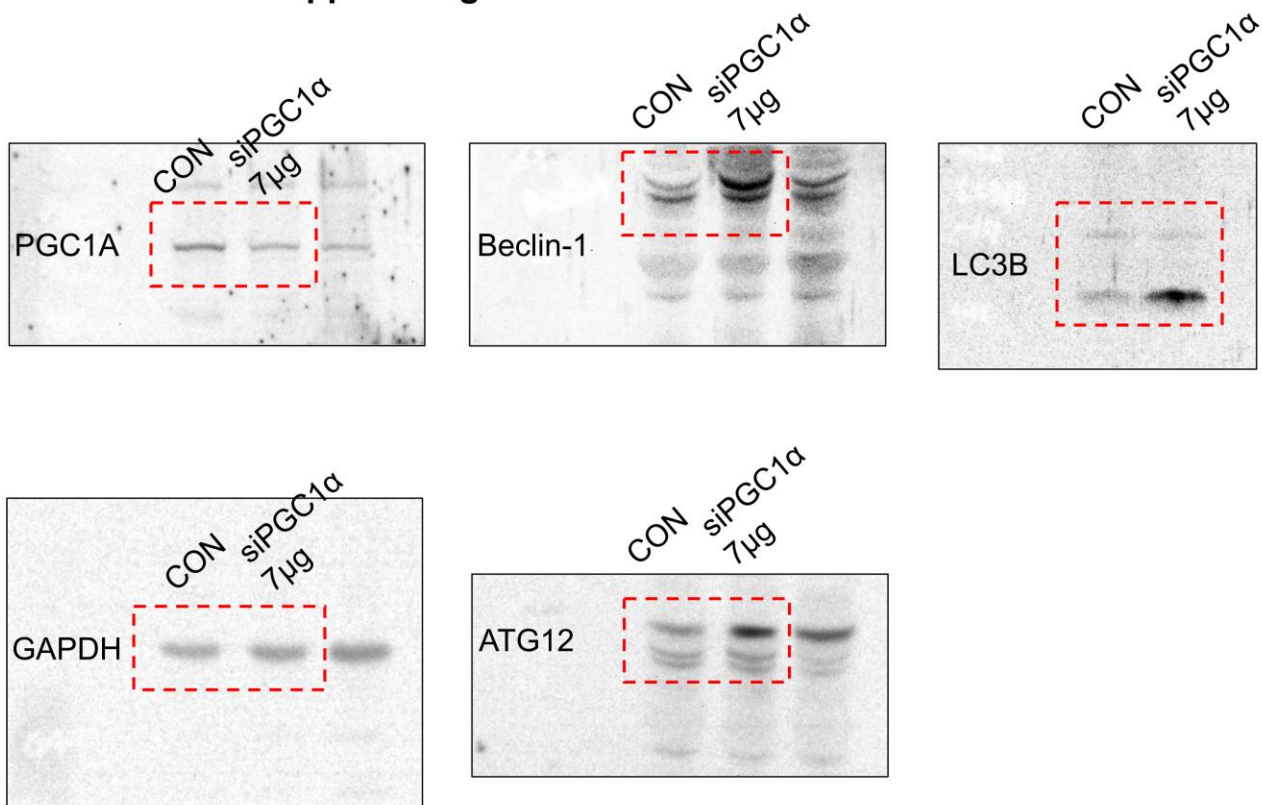 CON siPGC1α
7µg
PGC1A
CON siPGC1α
7µg
Beclin-1
CON siPGC1α
7µg
LC3B
CON siPGC1α
7µg
GAPDH
CON siPGC1α
7µg
ATG12